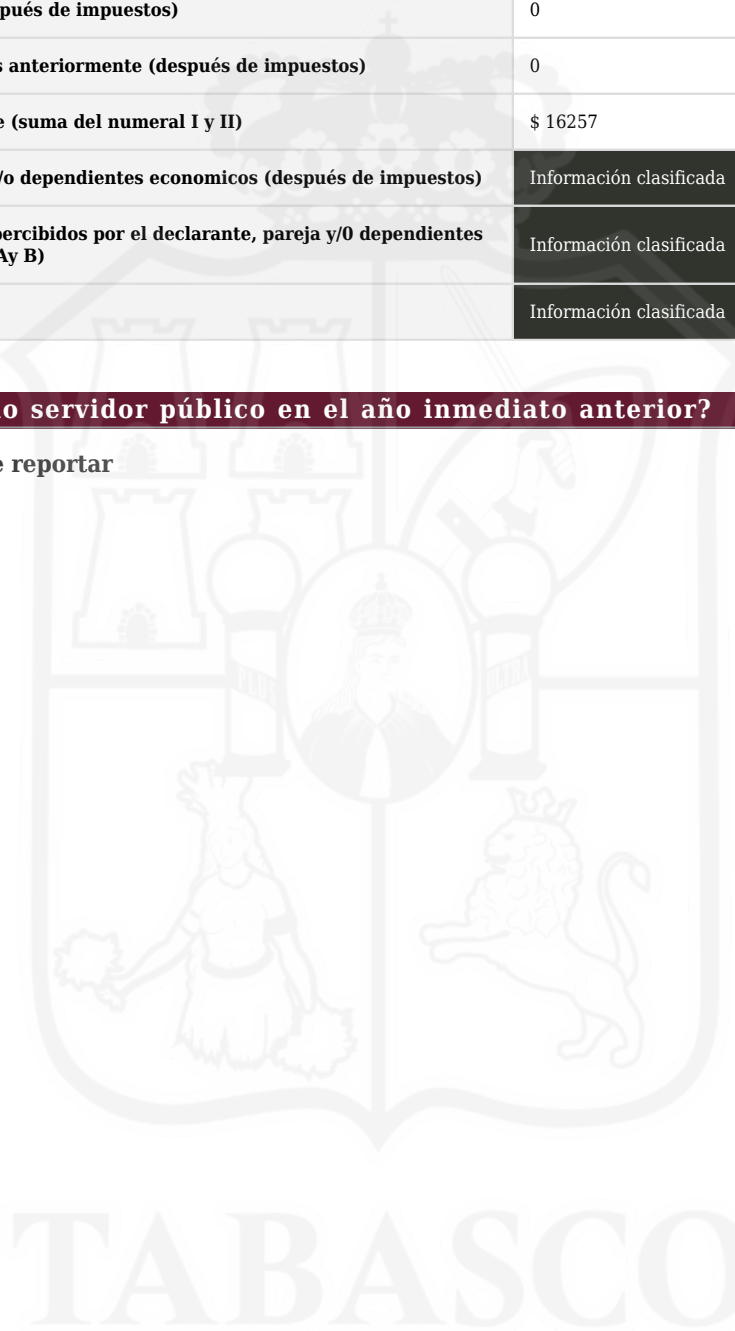 pués de impuestos) 0
s anteriormente (después de impuestos) 0
e (suma del numeral I y II) $ 16257
/o dependientes economicos (después de impuestos) Información clasificada
percibidos por el declarante, pareja y/0 dependientes
Ay B) Información clasificada
Información clasificada
o servidor público en el año inmediato anterior?
e reportar
PLUS ULTRA
TABASCO